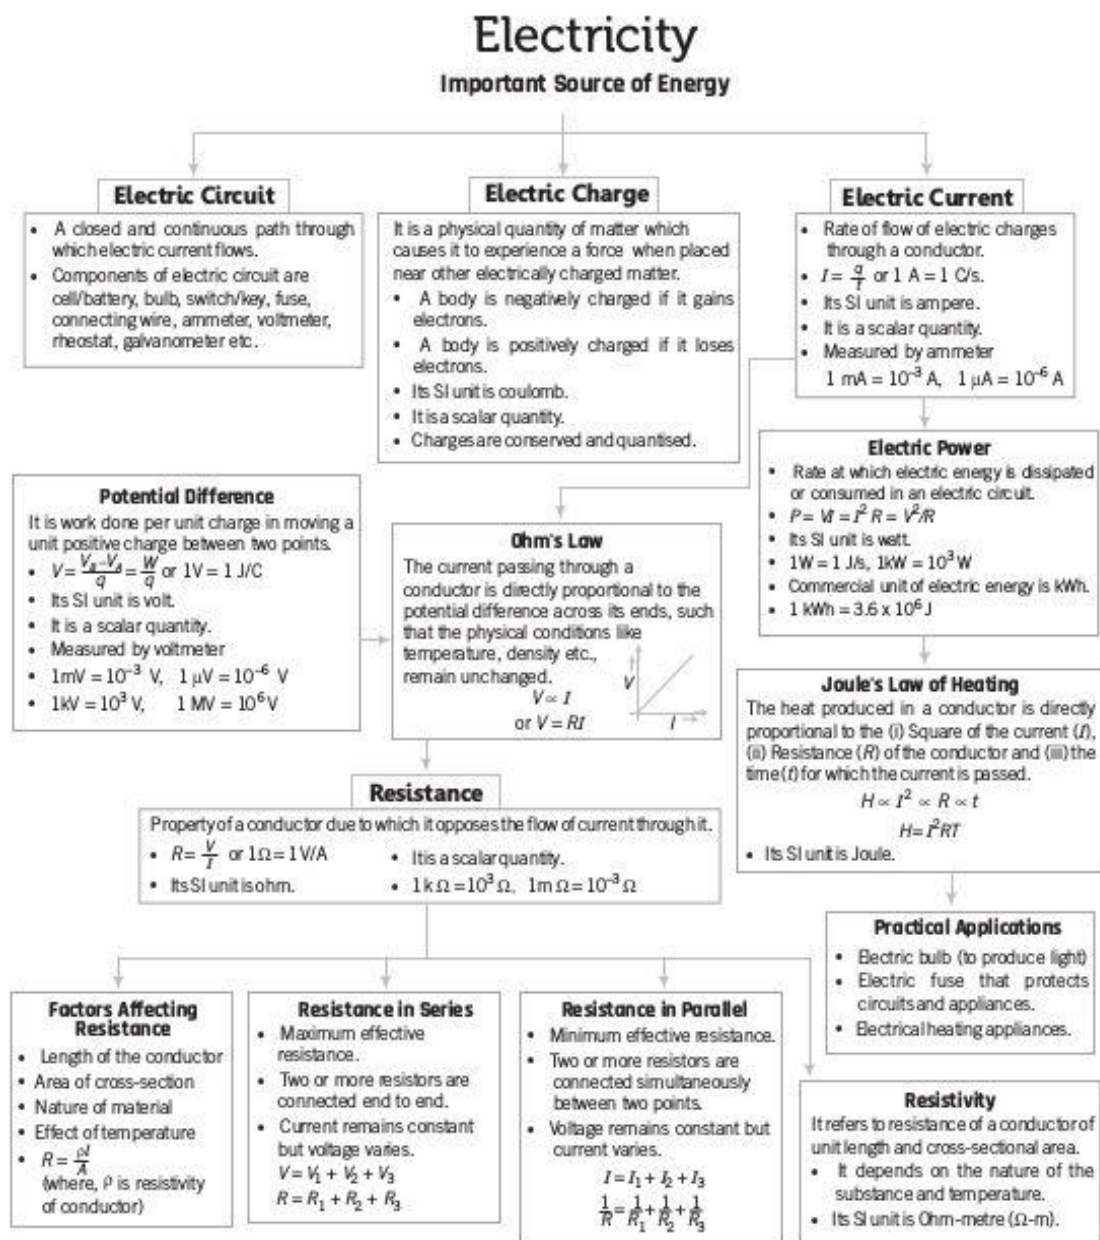 Electricity
Important Source of Energy
Electric Circuit
• A closed and continuous path through
which electric current flows.
• Components of electric circuit are
cell/battery, bulb, switch/key, fuse,
connecting wire, ammeter, voltmeter,
rheostat, galvanometer etc.
Electric Charge
It is a physical quantity of matter which
causes it to experience a force when placed
near other electrically charged matter.
• A body is negatively charged if it gains
electrons.
• A body is positively charged if it loses
electrons.
• Its SI unit is coulomb.
• It is a scalar quantity.
• Charges are conserved and quantised.
Electric Current
• Rate of flow of electric charges
through a conductor.
• I = q/t or 1 A = 1 C/s.
• Its SI unit is ampere.
• It is a scalar quantity.
• Measured by ammeter
1 mA = 10⁻³ A, 1 μA = 10⁻⁶ A
Potential Difference
It is work done per unit charge in moving a
unit positive charge between two points.
• V = (V_B – V_A)/q = W/q or 1V = 1 J/C
• Its SI unit is volt.
• It is a scalar quantity.
• Measured by voltmeter
• 1mV = 10⁻³ V, 1 μV = 10⁻⁶ V
• 1kV = 10³ V, 1 MV = 10⁶ V
Ohm's Law
The current passing through a
conductor is directly proportional to the
potential difference across its ends, such
that the physical conditions like
temperature, density etc.,
remain unchanged.
V ∝ I
or V = RI
V
I
Electric Power
• Rate at which electric energy is dissipated
or consumed in an electric circuit.
• P = VI = I² R = V²/R
• Its SI unit is watt.
• 1W = 1 J/s, 1kW = 10³ W
• Commercial unit of electric energy is kWh.
• 1 kWh = 3.6 x 10⁶ J
Joule's Law of Heating
The heat produced in a conductor is directly
proportional to the (i) Square of the current (I),
(ii) Resistance (R) of the conductor and (iii) the
time (t) for which the current is passed.
H ∝ I² ∝ R ∝ t
H = I²RT
• Its SI unit is Joule.
Practical Applications
• Electric bulb (to produce light)
• Electric fuse that protects
circuits and appliances.
• Electrical heating appliances.
Resistance
Property of a conductor due to which it opposes the flow of current through it.
• R = V/I or 1Ω = 1 V/A
• Its SI unit is ohm.
• It is a scalar quantity.
• 1 k Ω = 10³ Ω, 1m Ω = 10⁻³ Ω
Factors Affecting
Resistance
• Length of the conductor
• Area of cross-section
• Nature of material
• Effect of temperature
• R = ρl/A
(where, ρ is resistivity
of conductor)
Resistance in Series
• Maximum effective
resistance.
• Two or more resistors are
connected end to end.
• Current remains constant
but voltage varies.
V = V₁ + V₂ + V₃
R = R₁ + R₂ + R₃
Resistance in Parallel
• Minimum effective resistance.
• Two or more resistors are
connected simultaneously
between two points.
• Voltage remains constant but
current varies.
I = I₁ + I₂ + I₃
1/R = 1/R₁ + 1/R₂ + 1/R₃
Resistivity
It refers to resistance of a conductor of
unit length and cross-sectional area.
• It depends on the nature of the
substance and temperature.
• Its SI unit is Ohm-metre (Ω-m).